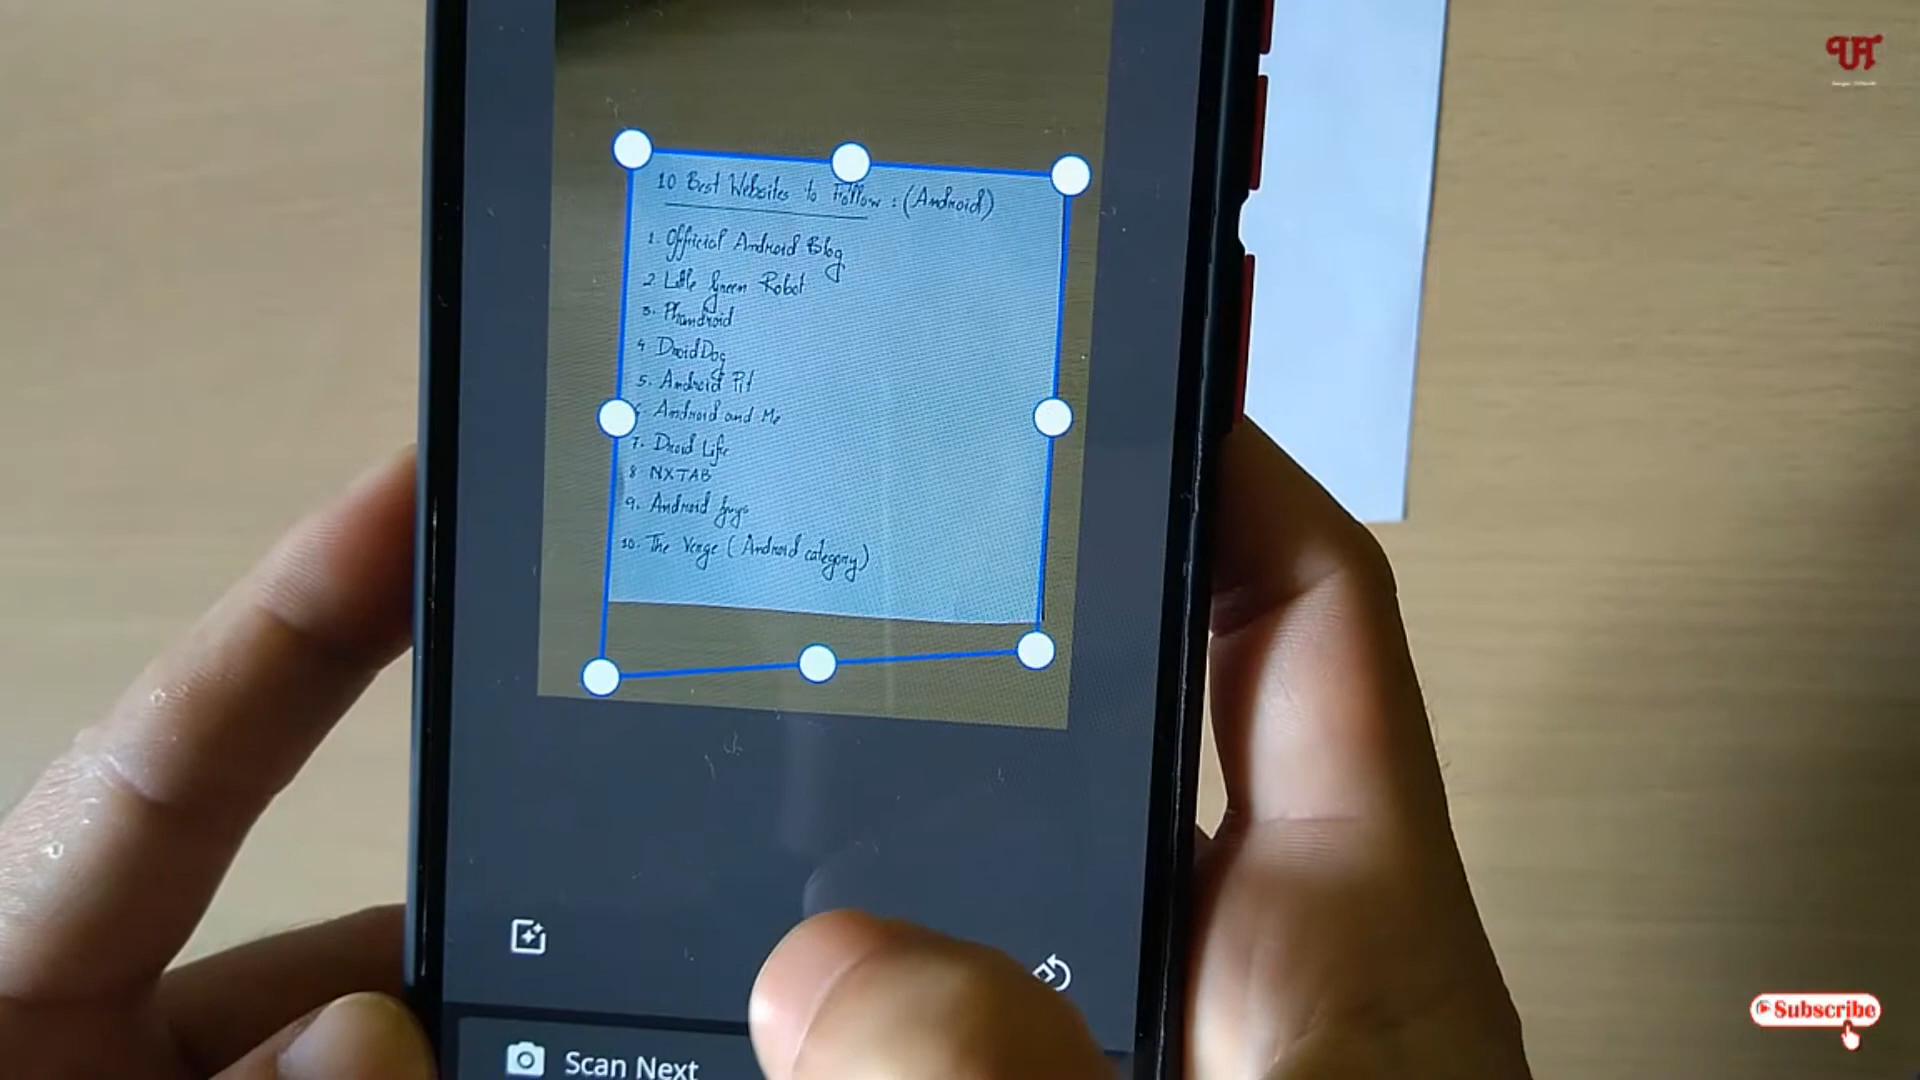 UT
10 Best Websites to Follow : (Android)
1. Official Android Blog
2. Little Green Robot
3. Phandroid
4 DroidDog
5. Android Pit
6 Android and Me
7. Droid Life
8 NXTAB
9. Android Guys
10. The Verge (Android category)
Scan Next
Subscribe